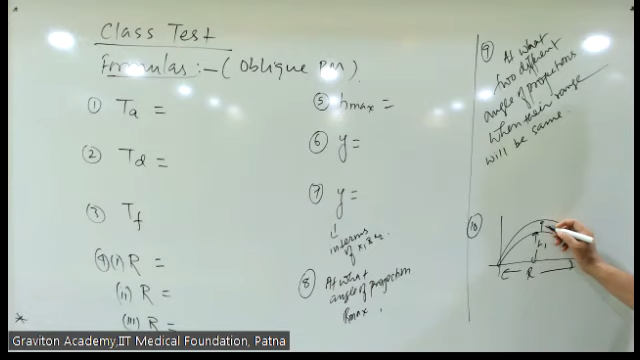 Class Test
Formulas :- ( Oblique PM )
① Ta =
② Td =
③ Tf
④ (i) R =
(ii) R =
(iii) R =
⑤ hmax =
⑥ y =
⑦ y =
in terms
of x, R
⑧ At what
angle of projection
Rmax
⑨ At what
two different
angle of projections
when their range
will be same.
⑩
R
*
Graviton Academy,IIT Medical Foundation, Patna